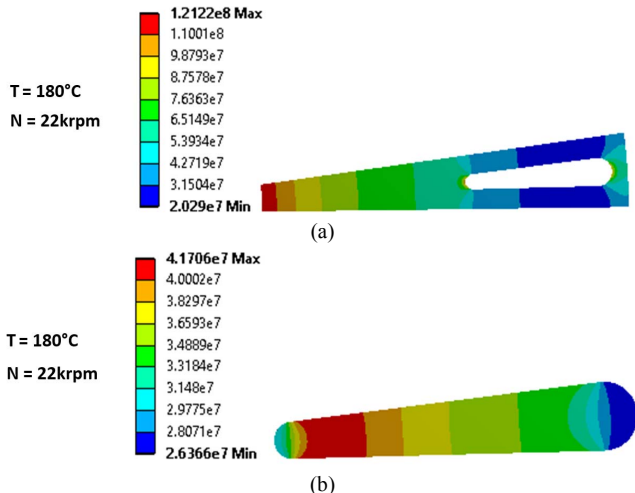 1.2122e8 Max
1.1001e8
9.8793e7
8.7578e7
7.6363e7
6.5149e7
5.3934e7
4.2719e7
3.1504e7
2.029e7 Min
T = 180°C
N = 22krpm
(a)
4.1706e7 Max
4.0002e7
3.8297e7
3.6593e7
3.4889e7
3.3184e7
3.148e7
2.9775e7
2.8071e7
2.6366e7 Min
T = 180°C
N = 22krpm
(b)